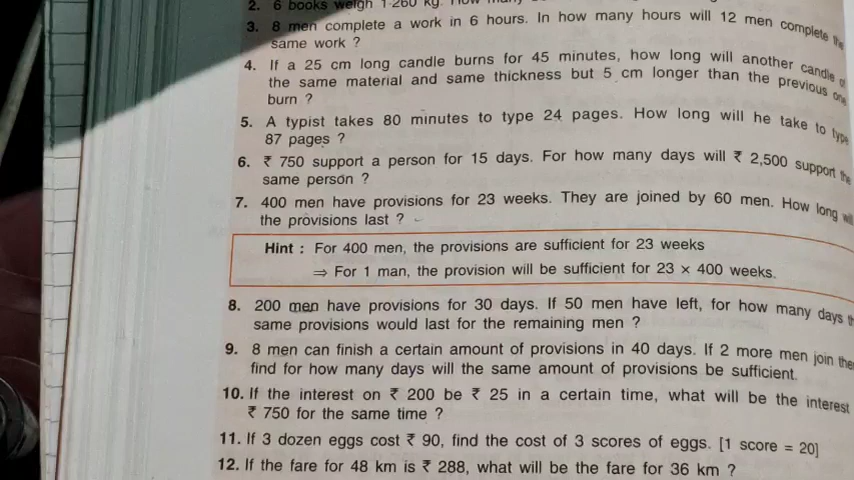 2. 6 books weigh 1·260 kg.
3. 8 men complete a work in 6 hours. In how many hours will 12 men complete the
same work ?
4. If a 25 cm long candle burns for 45 minutes, how long will another candle of
the same material and same thickness but 5 cm longer than the previous one
burn ?
5. A typist takes 80 minutes to type 24 pages. How long will he take to type
87 pages ?
6. ₹ 750 support a person for 15 days. For how many days will ₹ 2,500 support the
same person ?
7. 400 men have provisions for 23 weeks. They are joined by 60 men. How long will
the provisions last ?
Hint : For 400 men, the provisions are sufficient for 23 weeks
⇒ For 1 man, the provision will be sufficient for 23 × 400 weeks.
8. 200 men have provisions for 30 days. If 50 men have left, for how many days
same provisions would last for the remaining men ?
9. 8 men can finish a certain amount of provisions in 40 days. If 2 more men join
find for how many days will the same amount of provisions be sufficient.
10. If the interest on ₹ 200 be ₹ 25 in a certain time, what will be the interest
₹ 750 for the same time ?
11. If 3 dozen eggs cost ₹ 90, find the cost of 3 scores of eggs. [1 score = 20]
12. If the fare for 48 km is ₹ 288, what will be the fare for 36 km ?